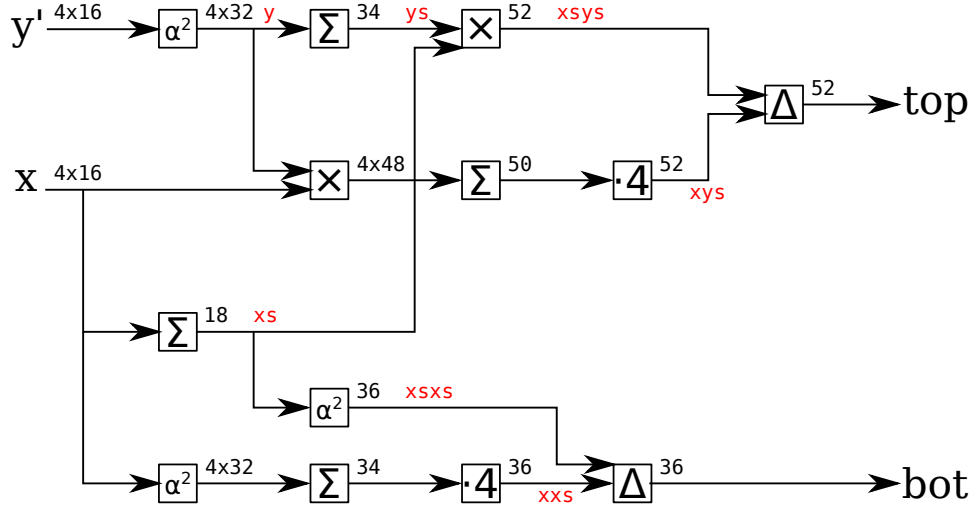 y' 4x16 α² 4x32 y Σ 34 ys × 52 xsys
Δ 52 top
x 4x16 × 4x48 Σ 50 ·4 52 xys
Σ 18 xs
α² 36 xsxs
α² 4x32 Σ 34 ·4 36 xxs Δ 36 bot